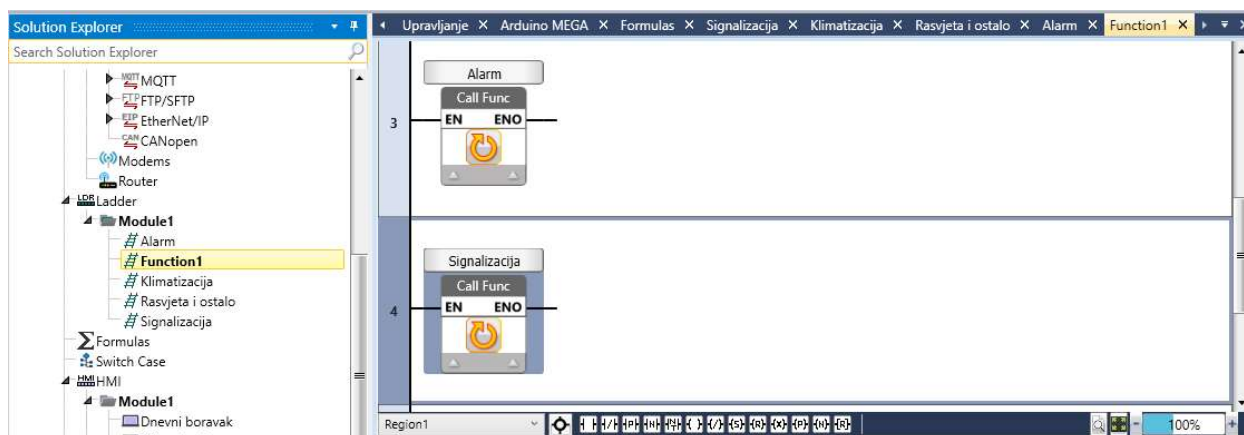 Solution Explorer
Search Solution Explorer
MQTT
FTP/SFTP
EtherNet/IP
CANopen
Modems
Router
LDR Ladder
Module1
Alarm
Function1
Klimatizacija
Rasvjeta i ostalo
Signalizacija
Formulas
Switch Case
HMI HMI
Module1
Dnevni boravak
Upravljanje Arduino MEGA Formulas Signalizacija Klimatizacija Rasvjeta i ostalo Alarm Function1
3
Alarm
Call Func
EN ENO
4
Signalizacija
Call Func
EN ENO
Region1
100%